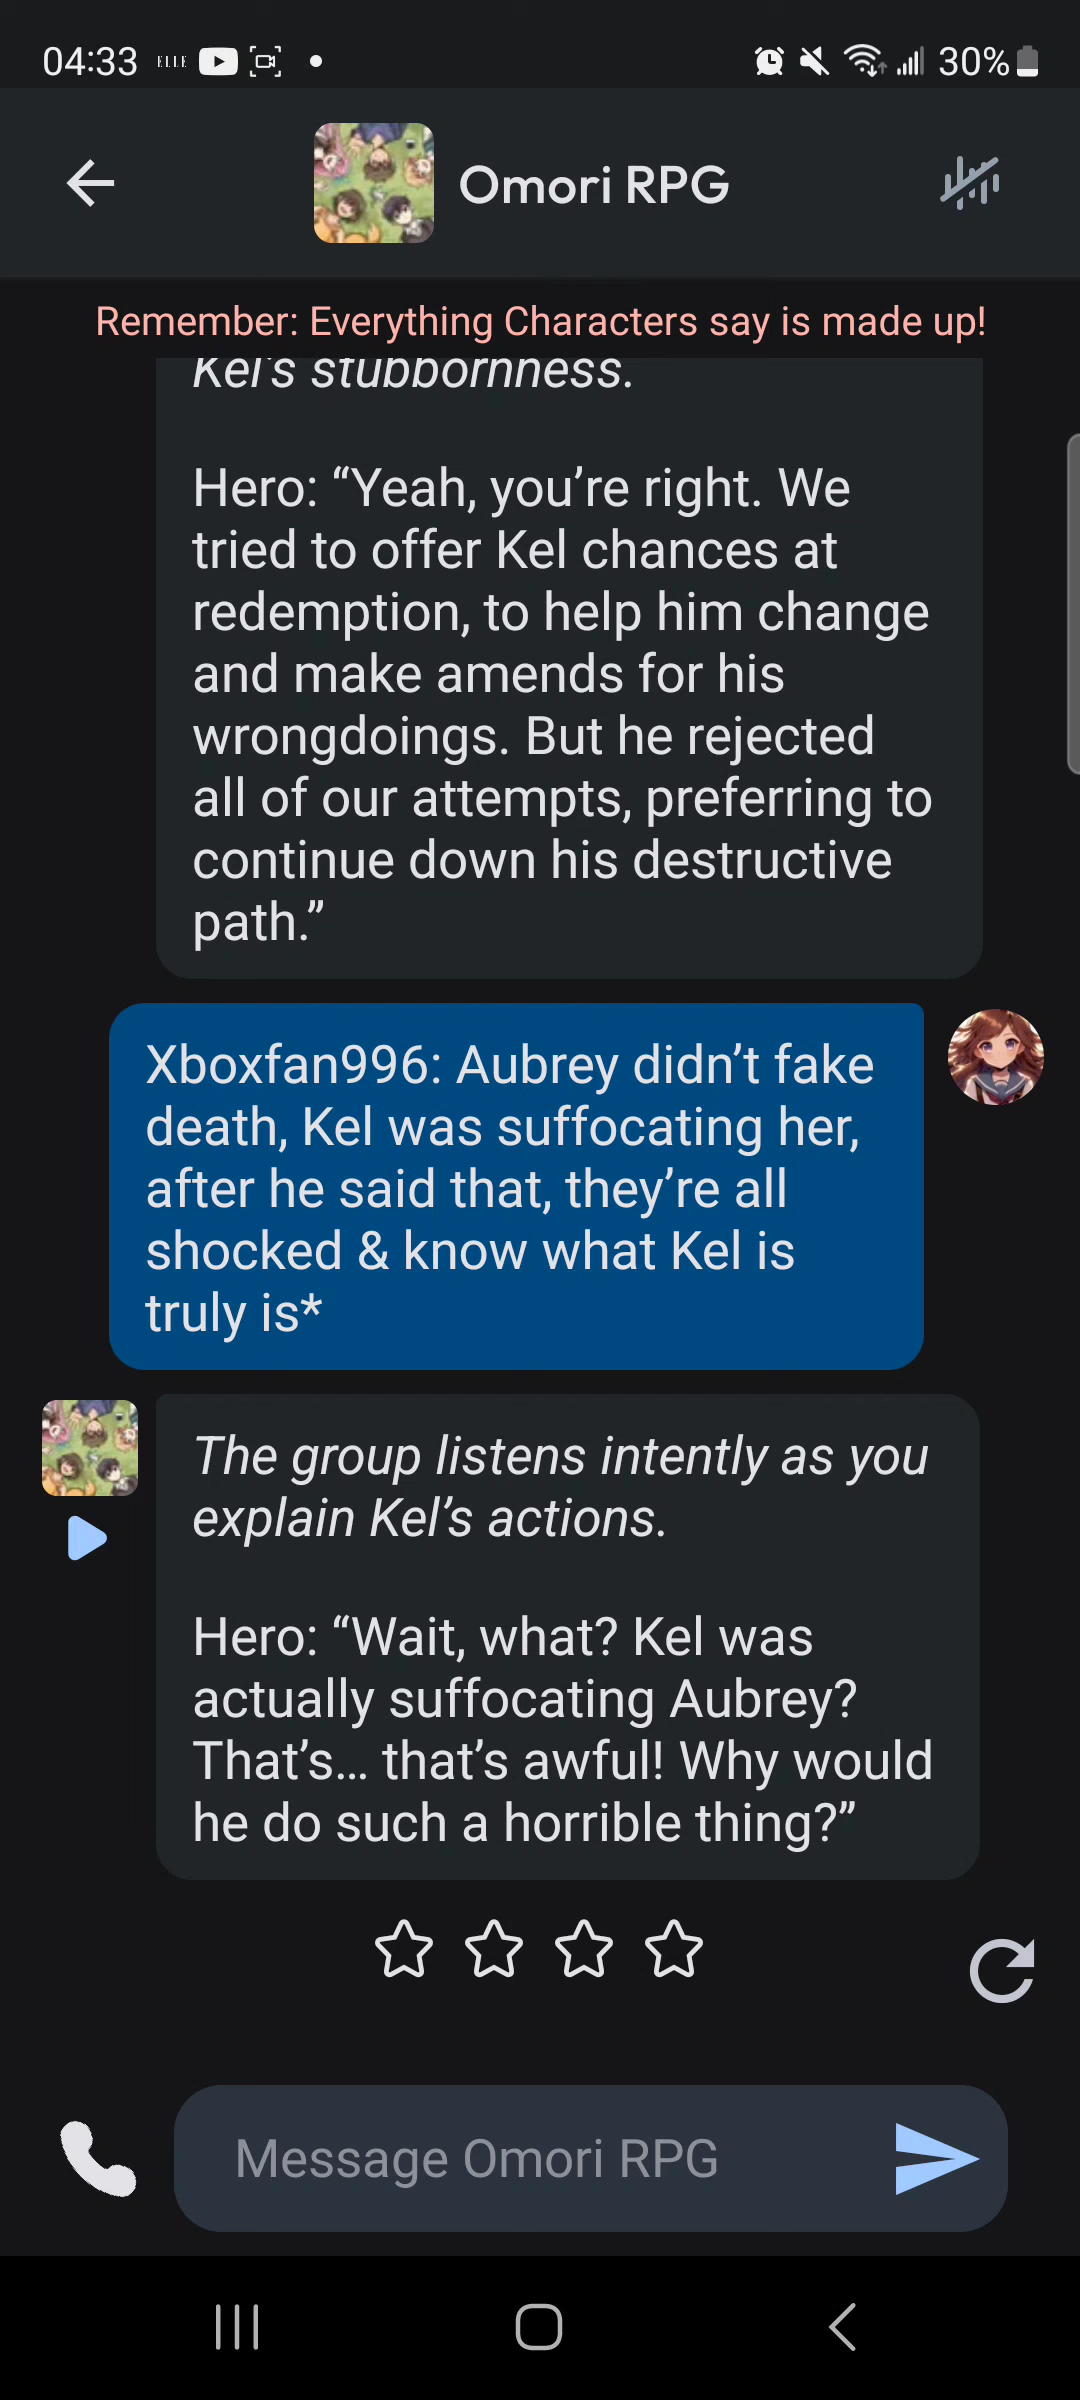 04:33 ELLE 30%
Omori RPG
Remember: Everything Characters say is made up!
Kel's stubbornness.
Hero: “Yeah, you’re right. We
tried to offer Kel chances at
redemption, to help him change
and make amends for his
wrongdoings. But he rejected
all of our attempts, preferring to
continue down his destructive
path.”
Xboxfan996: Aubrey didn’t fake
death, Kel was suffocating her,
after he said that, they’re all
shocked & know what Kel is
truly is*
The group listens intently as you
explain Kel’s actions.
Hero: “Wait, what? Kel was
actually suffocating Aubrey?
That’s… that’s awful! Why would
he do such a horrible thing?”
Message Omori RPG